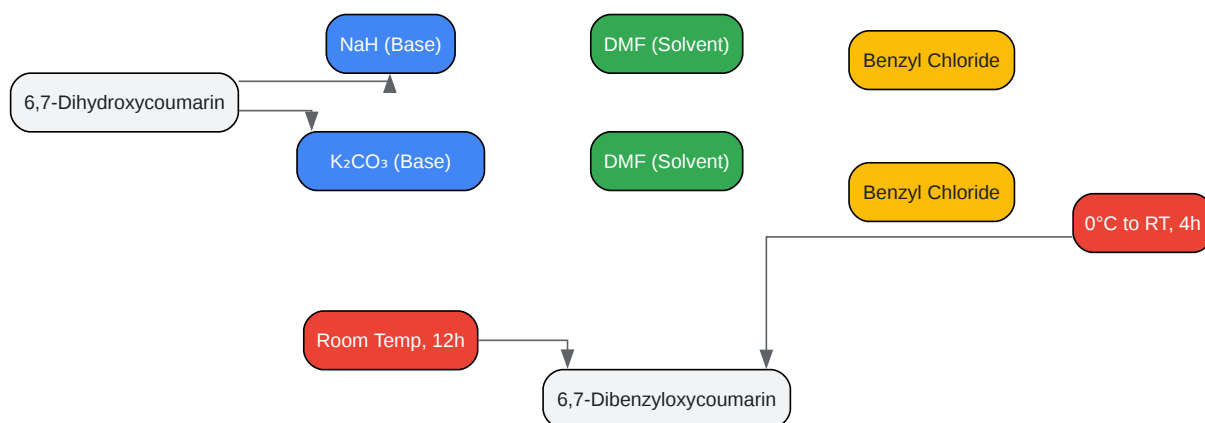 NaH (Base)
DMF (Solvent)
Benzyl Chloride
6,7-Dihydroxycoumarin
K₂CO₃ (Base)
DMF (Solvent)
Benzyl Chloride
0°C to RT, 4h
Room Temp, 12h
6,7-Dibenzyloxycoumarin